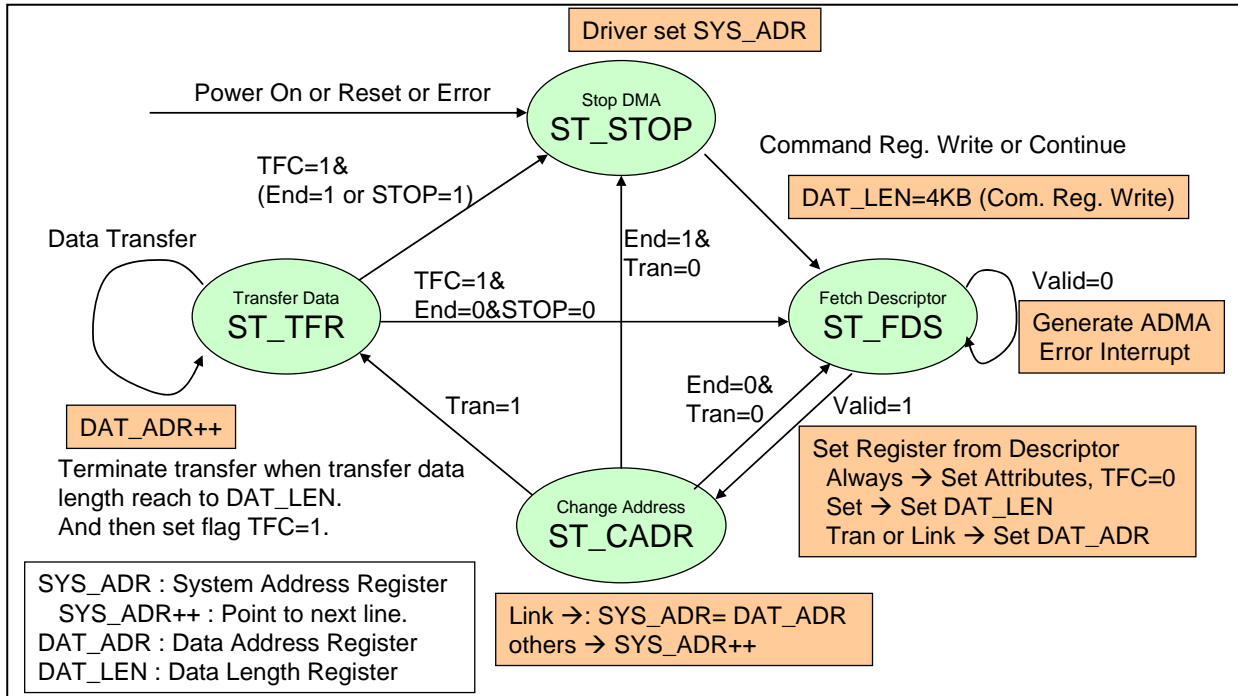 Driver set SYS_ADR
Power On or Reset or Error
Stop DMA
ST_STOP
TFC=1&
(End=1 or STOP=1)
Command Reg. Write or Continue
DAT_LEN=4KB (Com. Reg. Write)
Data Transfer
End=1&
Tran=0
Transfer Data
ST_TFR
TFC=1&
End=0&STOP=0
Fetch Descriptor
ST_FDS
Valid=0
Generate ADMA
Error Interrupt
DAT_ADR++
Terminate transfer when transfer data
length reach to DAT_LEN.
And then set flag TFC=1.
Tran=1
End=0&
Tran=0
Valid=1
Set Register from Descriptor
Always → Set Attributes, TFC=0
Set → Set DAT_LEN
Tran or Link → Set DAT_ADR
Change Address
ST_CADR
SYS_ADR : System Address Register
SYS_ADR++ : Point to next line.
DAT_ADR : Data Address Register
DAT_LEN : Data Length Register
Link →: SYS_ADR= DAT_ADR
others → SYS_ADR++